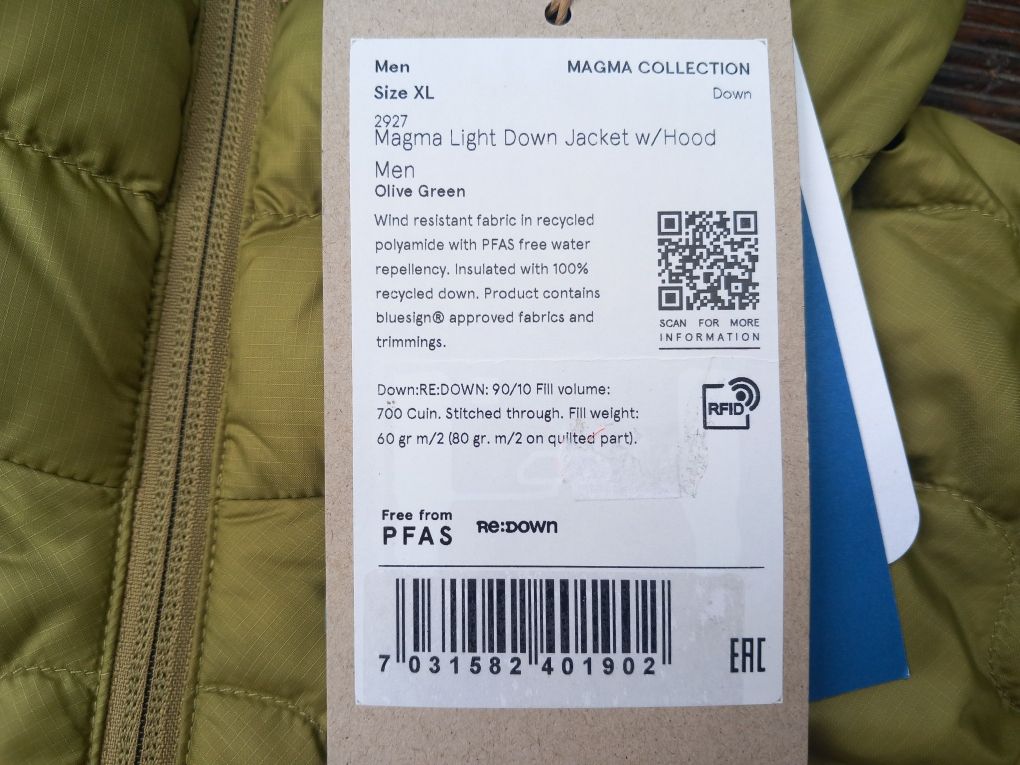 Men
MAGMA COLLECTION
Size XL
Down
2927
Magma Light Down Jacket w/Hood
Men
Olive Green
Wind resistant fabric in recycled
polyamide with PFAS free water
repellency. Insulated with 100%
recycled down. Product contains
bluesign® approved fabrics and
trimmings.
SCAN FOR MORE
INFORMATION
Down:RE:DOWN: 90/10 Fill volume:
700 Cuin. Stitched through. Fill weight:
60 gr m/2 (80 gr. m/2 on quilted part).
RFID
Free from
PFAS
RE:DOWN
7 031582 401902
EAC